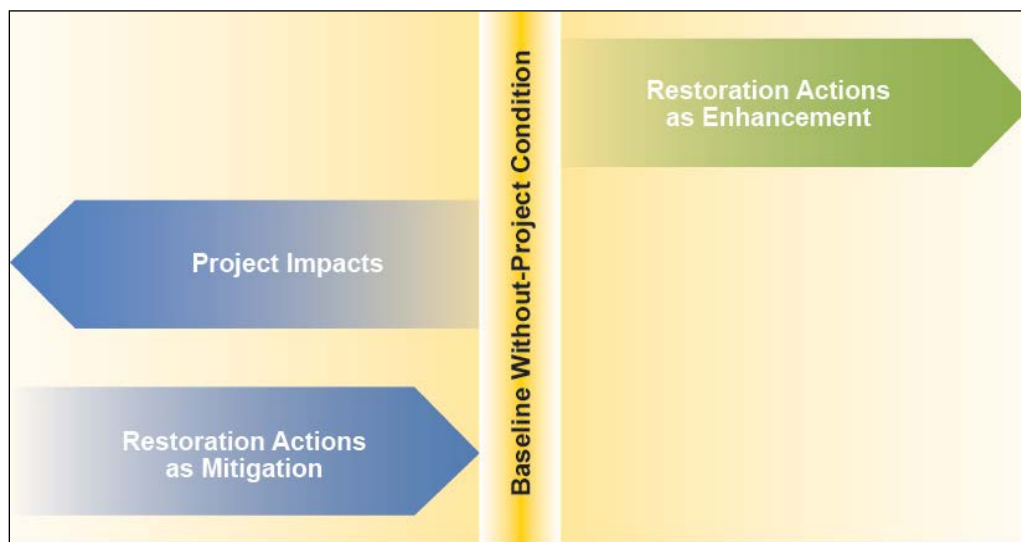 Restoration Actions
as Enhancement
Baseline Without-Project Condition
Project Impacts
Restoration Actions
as Mitigation